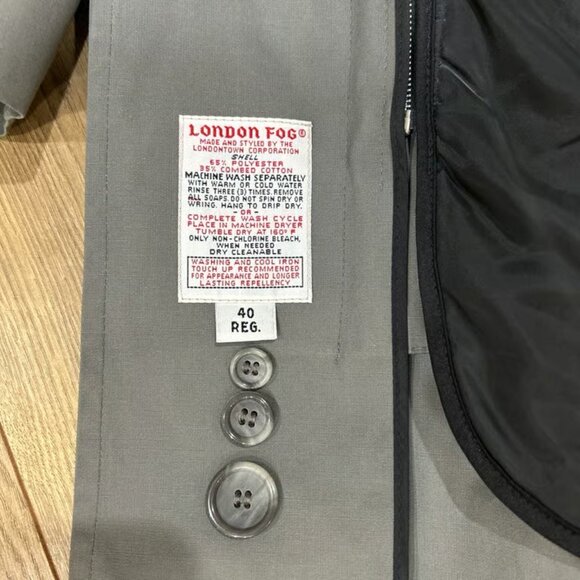 LONDON FOG®
MADE AND STYLED BY THE
LONDONTOWN CORPORATION
SHELL
65% POLYESTER
35% COMBED COTTON
MACHINE WASH SEPARATELY
WITH WARM OR COLD WATER
RINSE THREE (3) TIMES. REMOVE
ALL SOAPS. DO NOT SPIN DRY OR
WRING. HANG TO DRIP DRY.
-OR-
COMPLETE WASH CYCLE
PLACE IN MACHINE DRYER
TUMBLE DRY AT 160° F
ONLY NON-CHLORINE BLEACH,
WHEN NEEDED
DRY CLEANABLE
WASHING AND COOL IRON
TOUCH UP RECOMMENDED
FOR APPEARANCE AND LONGER
LASTING REPELLENCY
40
REG.